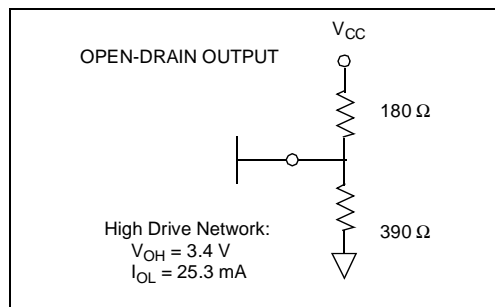 V_CC
OPEN-DRAIN OUTPUT
180 Ω
390 Ω
High Drive Network:
V_OH = 3.4 V
I_OL = 25.3 mA